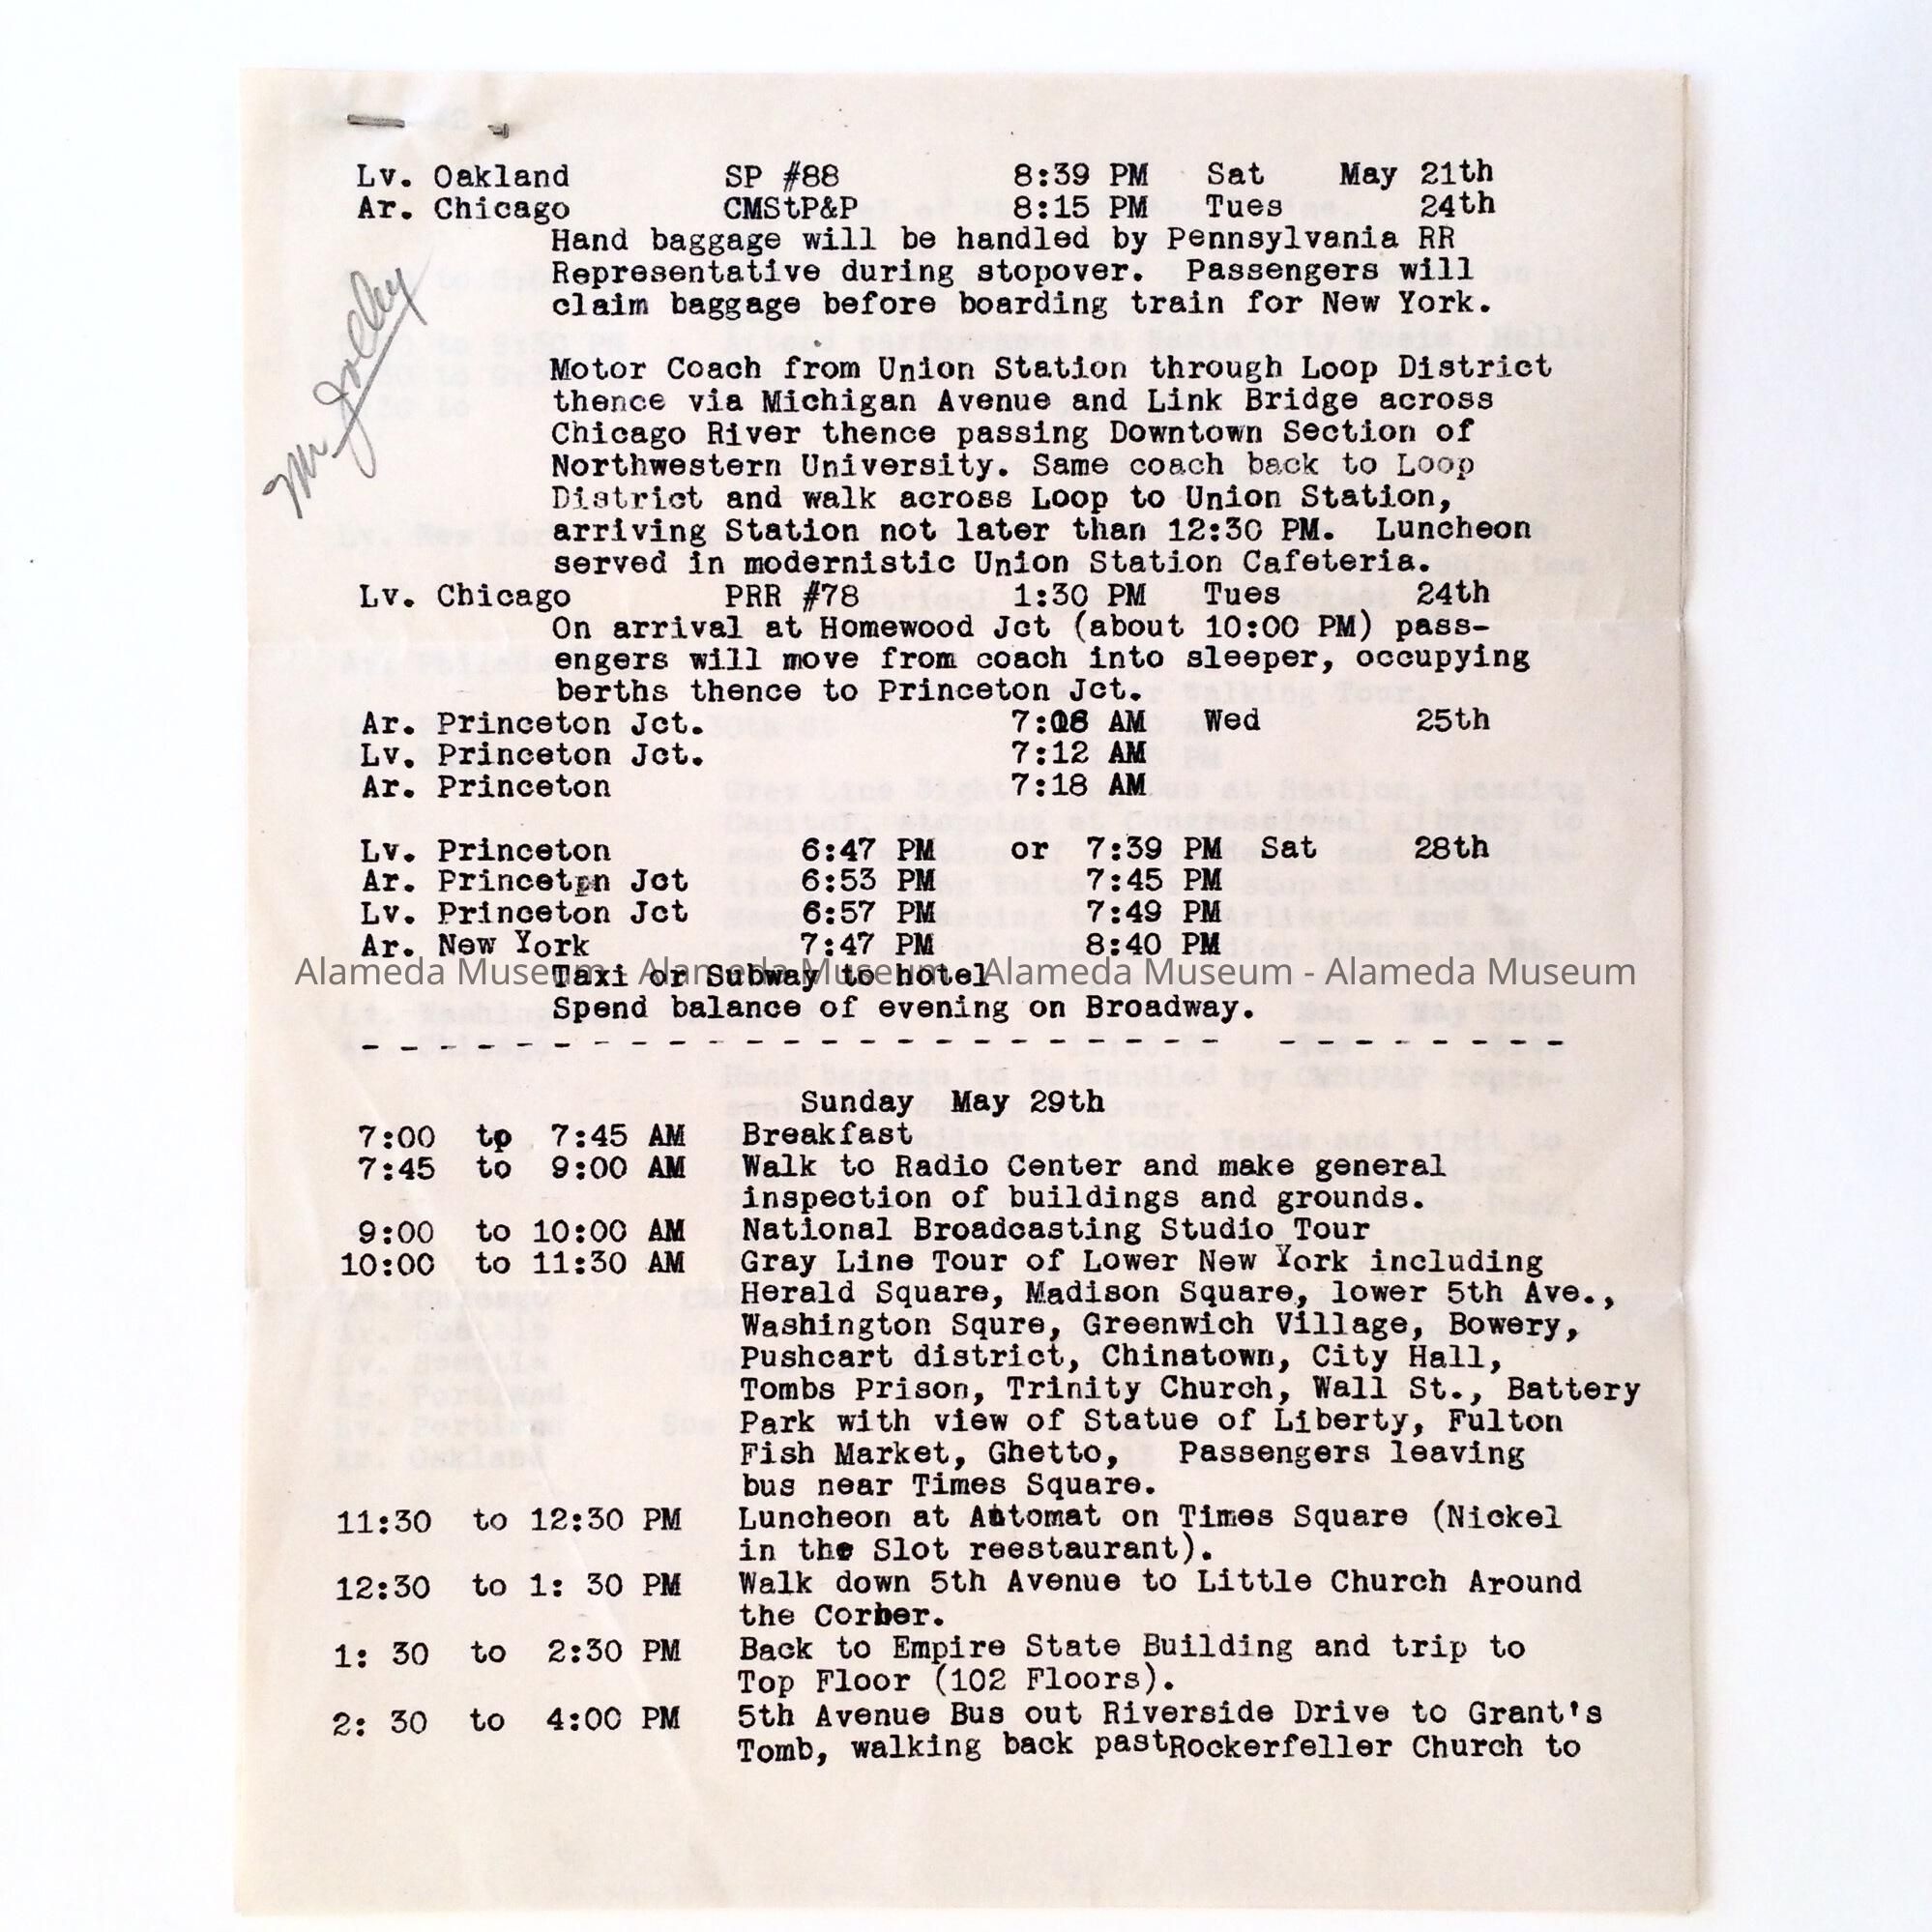 Lv. Oakland SP #88 8:39 PM Sat May 21th
Ar. Chicago CMStP&P 8:15 PM Tues 24th
Hand baggage will be handled by Pennsylvania RR
Representative during stopover. Passengers will
claim baggage before boarding train for New York.
Mr Jolley
Motor Coach from Union Station through Loop District
thence via Michigan Avenue and Link Bridge across
Chicago River thence passing Downtown Section of
Northwestern University. Same coach back to Loop
District and walk across Loop to Union Station,
arriving Station not later than 12:30 PM. Luncheon
served in modernistic Union Station Cafeteria.
Lv. Chicago PRR #78 1:30 PM Tues 24th
On arrival at Homewood Jct (about 10:00 PM) pass-
engers will move from coach into sleeper, occupying
berths thence to Princeton Jct.
Ar. Princeton Jct. 7:08 AM Wed 25th
Lv. Princeton Jct. 7:12 AM
Ar. Princeton 7:18 AM
Lv. Princeton 6:47 PM or 7:39 PM Sat 28th
Ar. Princeton Jct 6:53 PM 7:45 PM
Lv. Princeton Jct 6:57 PM 7:49 PM
Ar. New York 7:47 PM 8:40 PM
Alameda Museum - Alameda Museum - Alameda Museum - Alameda Museum
Taxi or Subway to hotel
Spend balance of evening on Broadway.
- - - - - - - - - - - - - - - - - - - - - - - - - - - - - -
Sunday May 29th
7:00 to 7:45 AM Breakfast
7:45 to 9:00 AM Walk to Radio Center and make general
inspection of buildings and grounds.
9:00 to 10:00 AM National Broadcasting Studio Tour
10:00 to 11:30 AM Gray Line Tour of Lower New York including
Herald Square, Madison Square, lower 5th Ave.,
Washington Squre, Greenwich Village, Bowery,
Pushcart district, Chinatown, City Hall,
Tombs Prison, Trinity Church, Wall St., Battery
Park with view of Statue of Liberty, Fulton
Fish Market, Ghetto, Passengers leaving
bus near Times Square.
11:30 to 12:30 PM Luncheon at Automat on Times Square (Nickel
in the Slot reestaurant).
12:30 to 1: 30 PM Walk down 5th Avenue to Little Church Around
the Corner.
1: 30 to 2:30 PM Back to Empire State Building and trip to
Top Floor (102 Floors).
2: 30 to 4:00 PM 5th Avenue Bus out Riverside Drive to Grant's
Tomb, walking back pastRockerfeller Church to